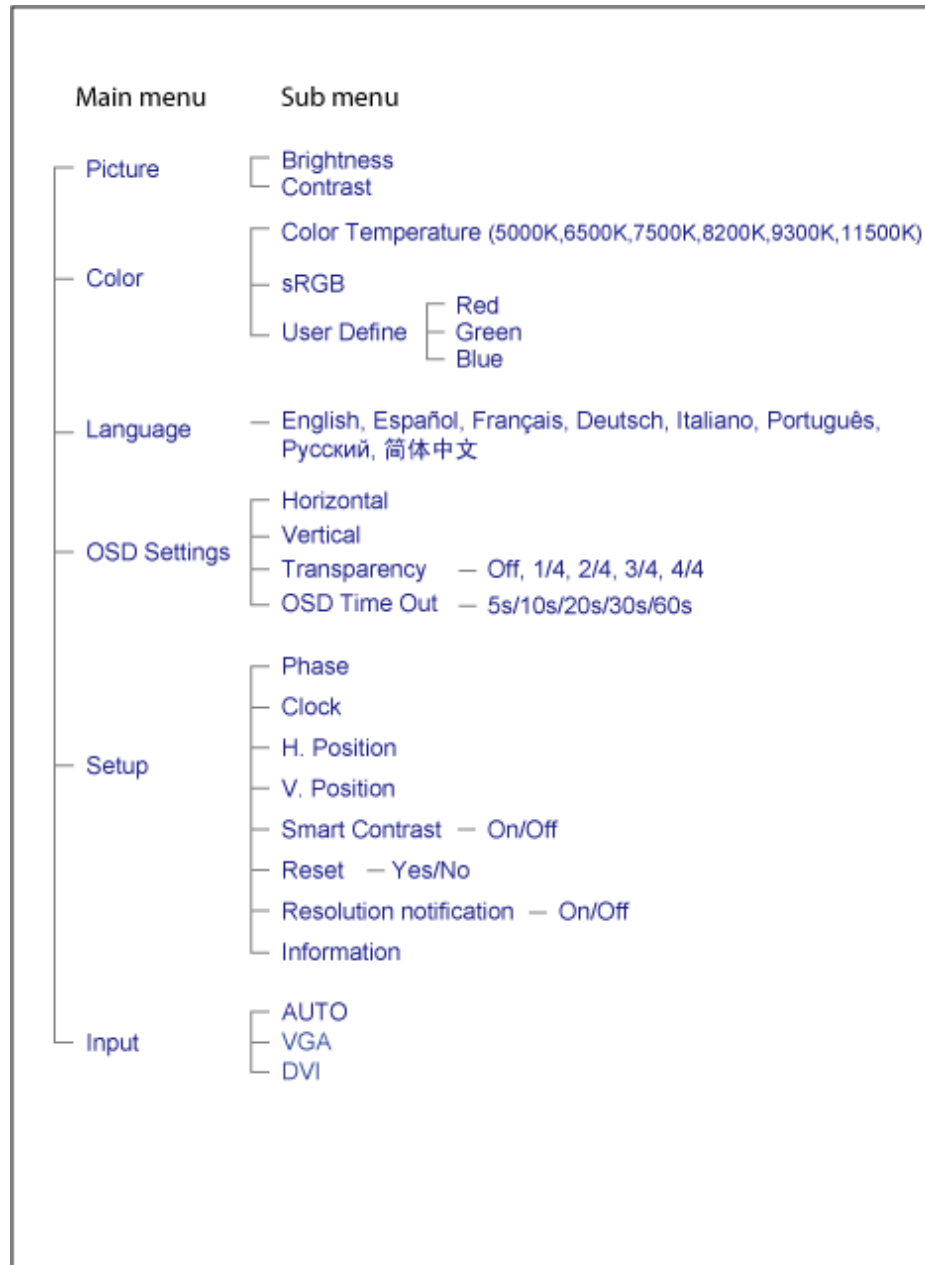 Main menu Sub menu
Picture Brightness
Contrast
Color Temperature (5000K,6500K,7500K,8200K,9300K,11500K)
Color sRGB
User Define Red
Green
Blue
Language English, Español, Français, Deutsch, Italiano, Português,
Русский, 简体中文
OSD Settings Horizontal
Vertical
Transparency Off, 1/4, 2/4, 3/4, 4/4
OSD Time Out 5s/10s/20s/30s/60s
Setup Phase
Clock
H. Position
V. Position
Smart Contrast On/Off
Reset Yes/No
Resolution notification On/Off
Information
Input AUTO
VGA
DVI